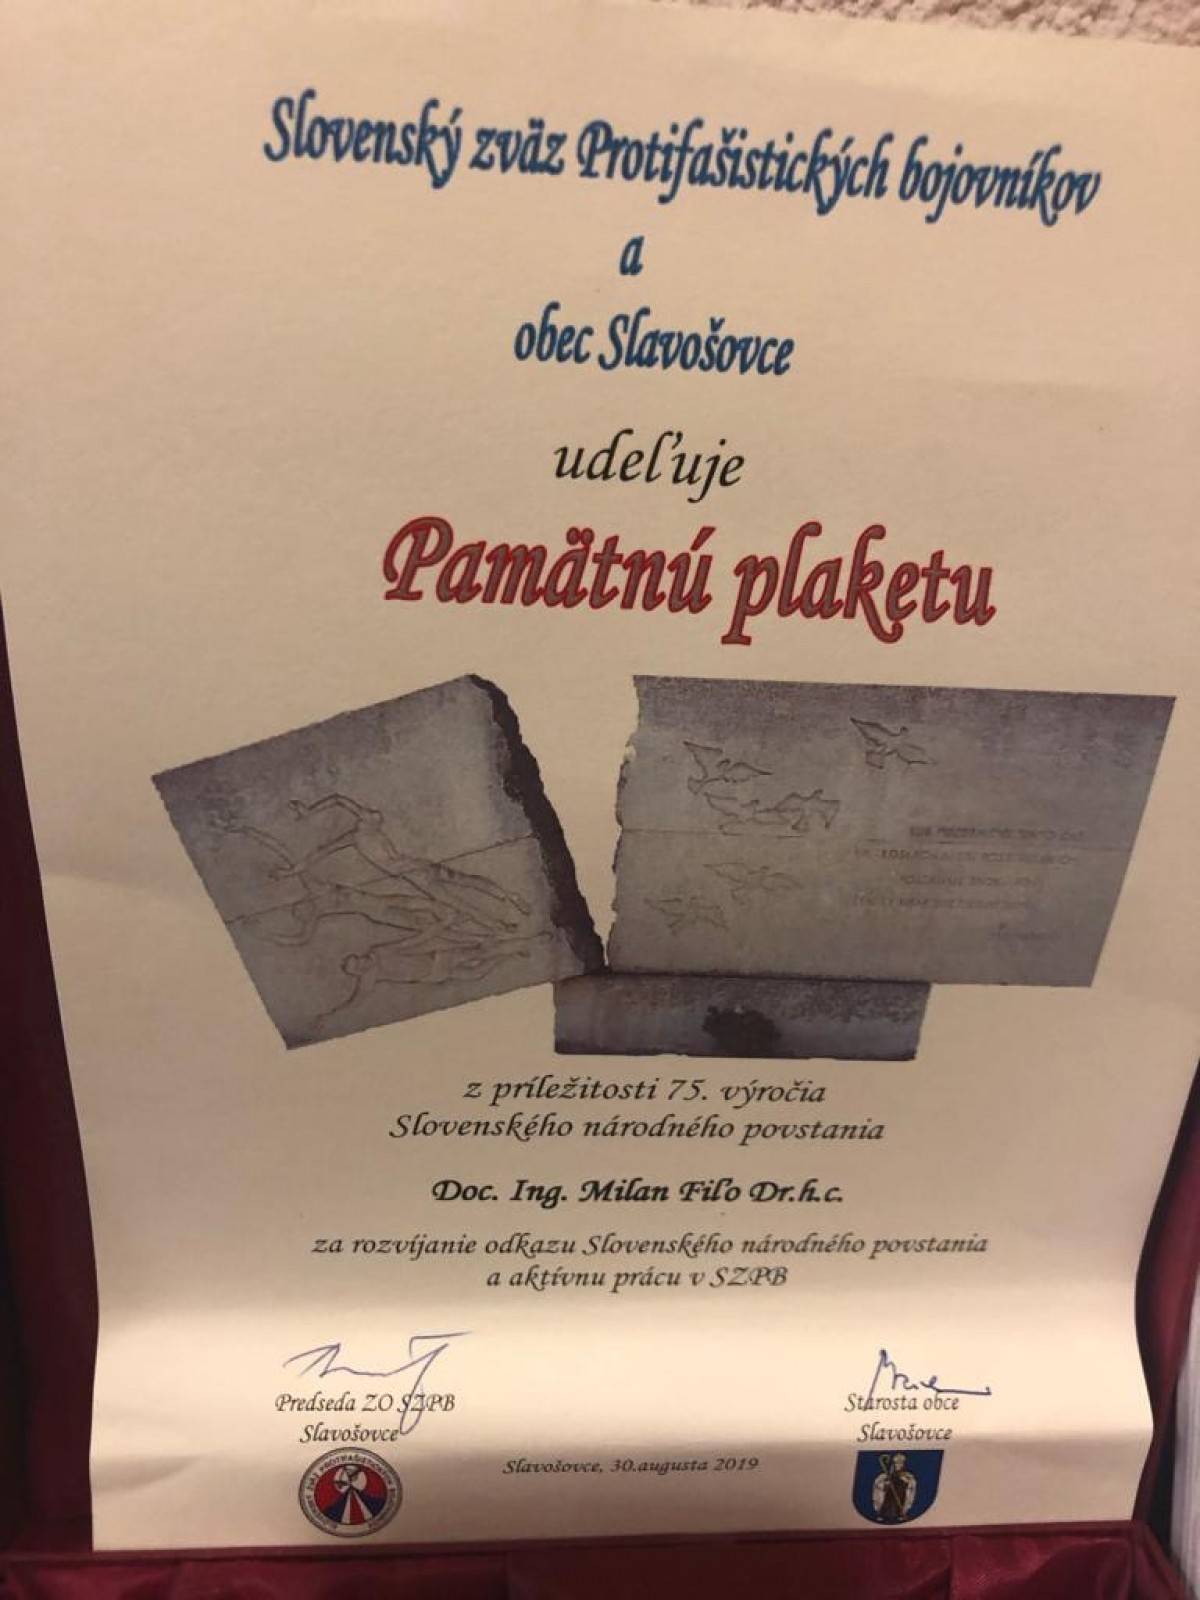 Slovenský zväz Protifašistických bojovníkov
a
obec Slavošovce
udeľuje
Pamätnú plaketu
z príležitosti 75. výročia
Slovenského národného povstania
Doc. Ing. Milan Fiľo Dr.h.c.
za rozvíjanie odkazu Slovenského národného povstania
a aktívnu prácu v SZPB
Predseda ZO SZPB
Slavošovce
Starosta obce
Slavošovce
Slavošovce, 30.augusta 2019